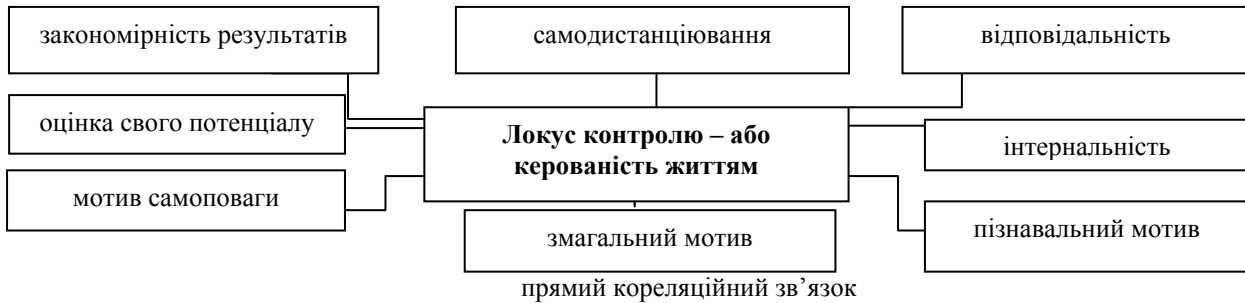 закономірність результатів
самодистанціювання
відповідальність
оцінка свого потенціалу
Локус контролю – або
керованість життям
інтернальність
мотив самоповаги
змагальний мотив
пізнавальний мотив
прямий кореляційний зв’язок